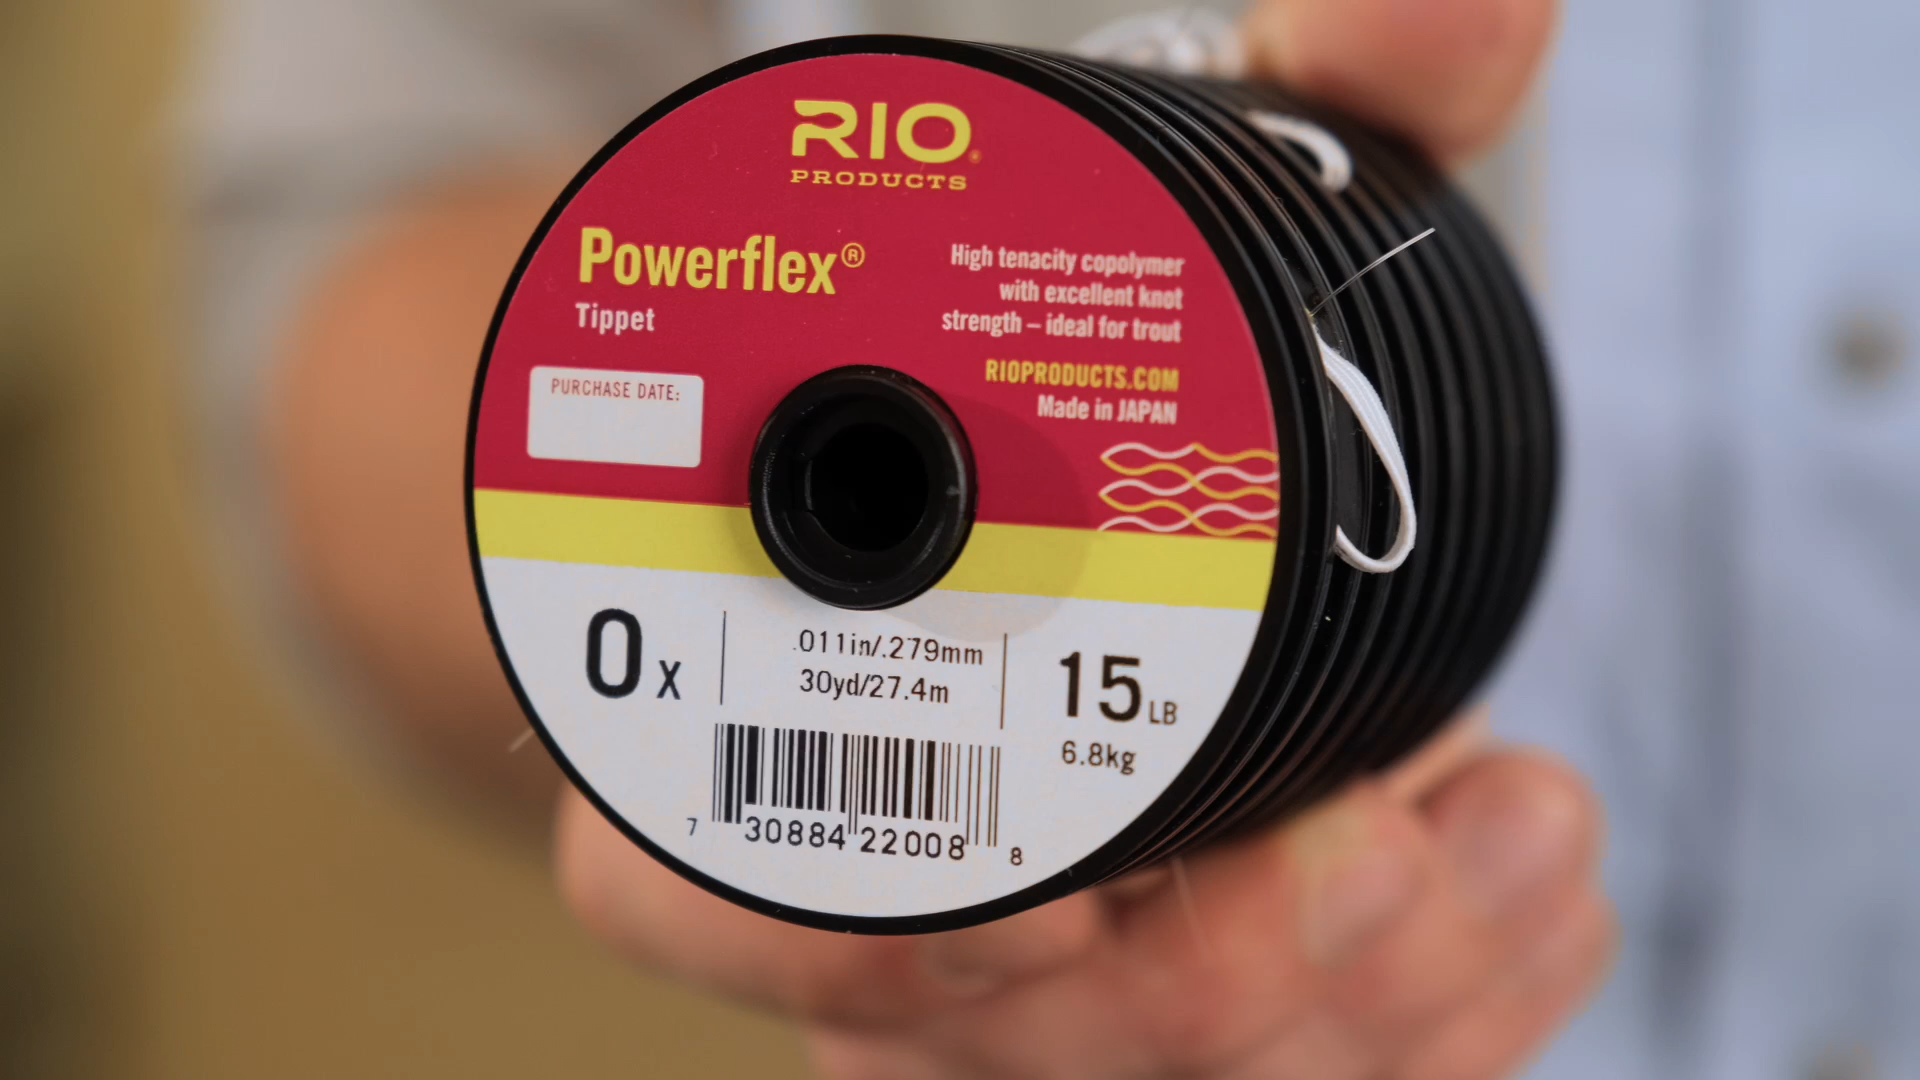 RIO
PRODUCTS
Powerflex®
Tippet
High tenacity copolymer
with excellent knot
strength – ideal for trout
RIOPRODUCTS.COM
Made in JAPAN
PURCHASE DATE:
0x
.011in/.279mm
30yd/27.4m
15LB
6.8kg
7 30884 22008 8